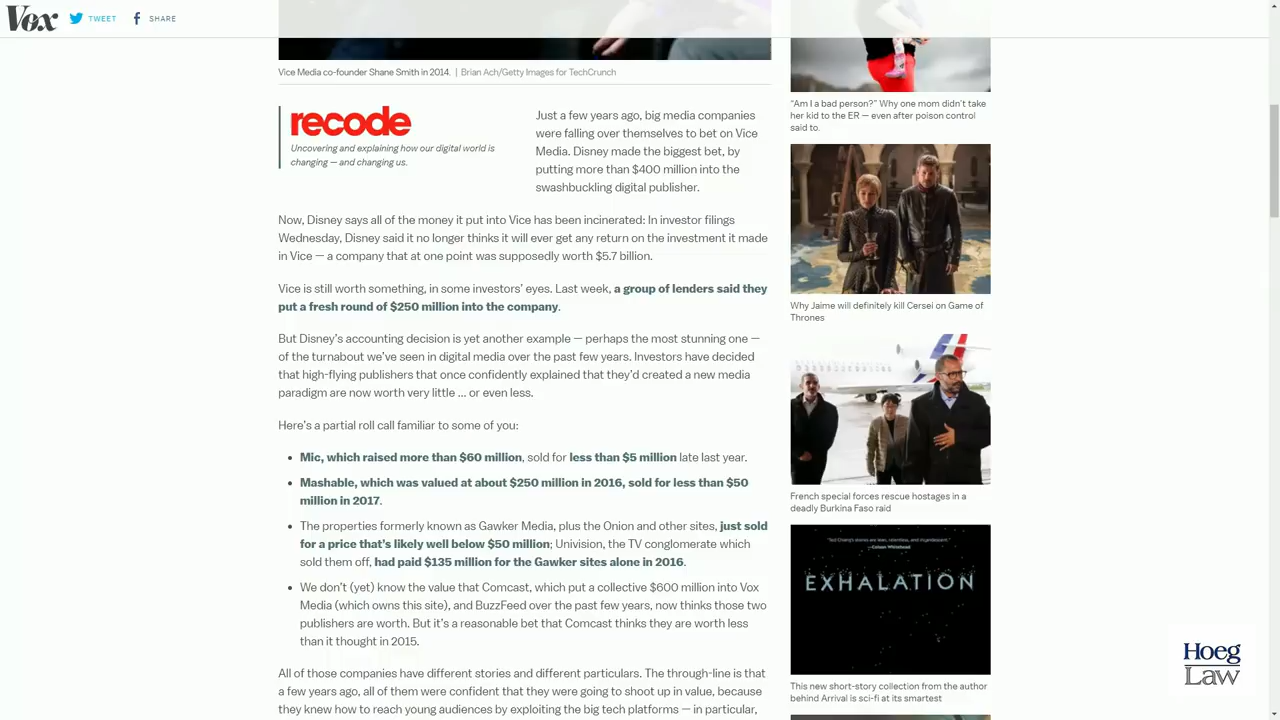 Vox
TWEET
SHARE
Vice Media co-founder Shane Smith in 2014. | Brian Ach/Getty Images for TechCrunch
recode
Uncovering and explaining how our digital world is
changing — and changing us.
Just a few years ago, big media companies
were falling over themselves to bet on Vice
Media. Disney made the biggest bet, by
putting more than $400 million into the
swashbuckling digital publisher.
Now, Disney says all of the money it put into Vice has been incinerated: In investor filings
Wednesday, Disney said it no longer thinks it will ever get any return on the investment it made
in Vice — a company that at one point was supposedly worth $5.7 billion.
Vice is still worth something, in some investors’ eyes. Last week, a group of lenders said they
put a fresh round of $250 million into the company.
But Disney’s accounting decision is yet another example — perhaps the most stunning one —
of the turnabout we’ve seen in digital media over the past few years. Investors have decided
that high-flying publishers that once confidently explained that they’d created a new media
paradigm are now worth very little ... or even less.
Here’s a partial roll call familiar to some of you:
• Mic, which raised more than $60 million, sold for less than $5 million late last year.
• Mashable, which was valued at about $250 million in 2016, sold for less than $50
million in 2017.
• The properties formerly known as Gawker Media, plus the Onion and other sites, just sold
for a price that’s likely well below $50 million; Univision, the TV conglomerate which
sold them off, had paid $135 million for the Gawker sites alone in 2016.
• We don’t (yet) know the value that Comcast, which put a collective $600 million into Vox
Media (which owns this site), and BuzzFeed over the past few years, now thinks those two
publishers are worth. But it’s a reasonable bet that Comcast thinks they are worth less
than it thought in 2015.
All of those companies have different stories and different particulars. The through-line is that
a few years ago, all of them were confident that they were going to shoot up in value, because
they knew how to reach young audiences by exploiting the big tech platforms — in particular,
“Am I a bad person?” Why one mom didn’t take
her kid to the ER — even after poison control
said to.
Why Jaime will definitely kill Cersei on Game of
Thrones
French special forces rescue hostages in a
deadly Burkina Faso raid
EXHALATION
This new short-story collection from the author
behind Arrival is sci-fi at its smartest
Hoeg
Law